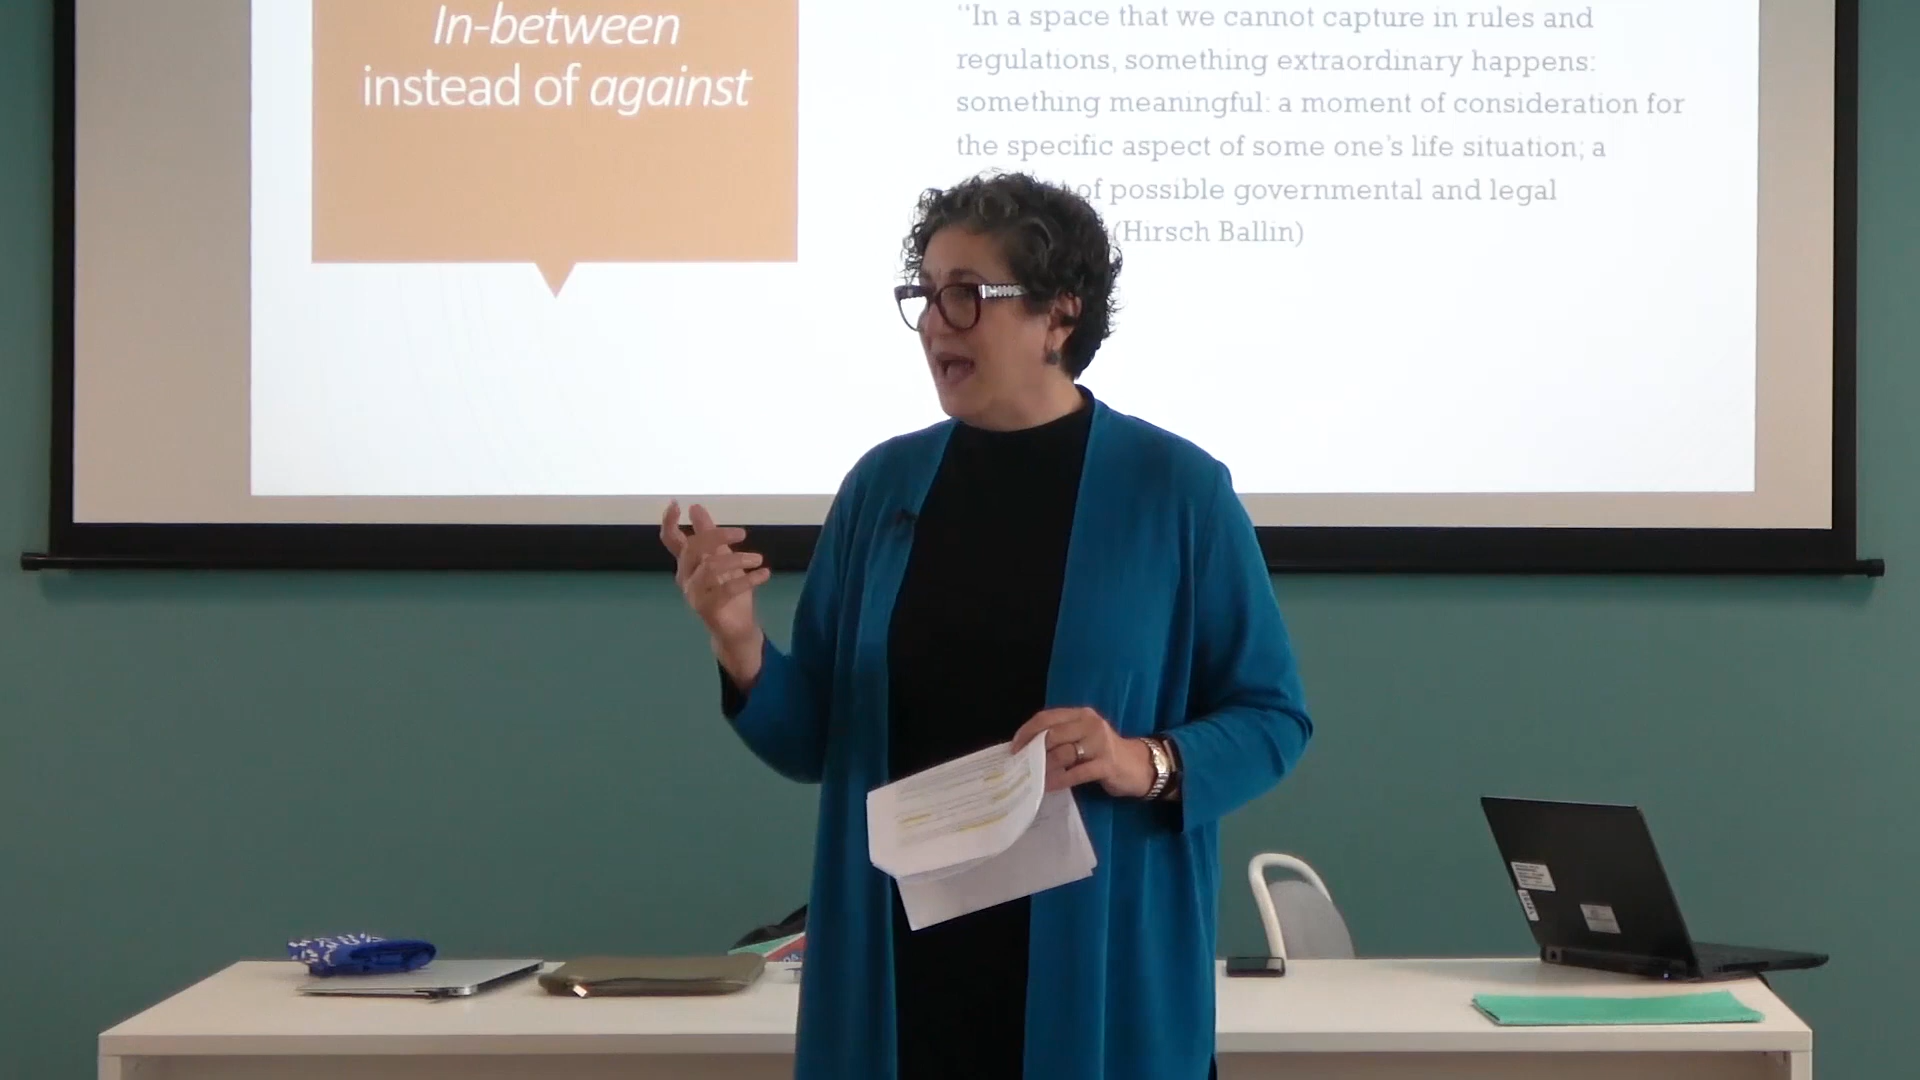 In-between
instead of against
“In a space that we cannot capture in rules and
regulations, something extraordinary happens:
something meaningful: a moment of consideration for
the specific aspect of some one's life situation; a
of possible governmental and legal
(Hirsch Ballin)